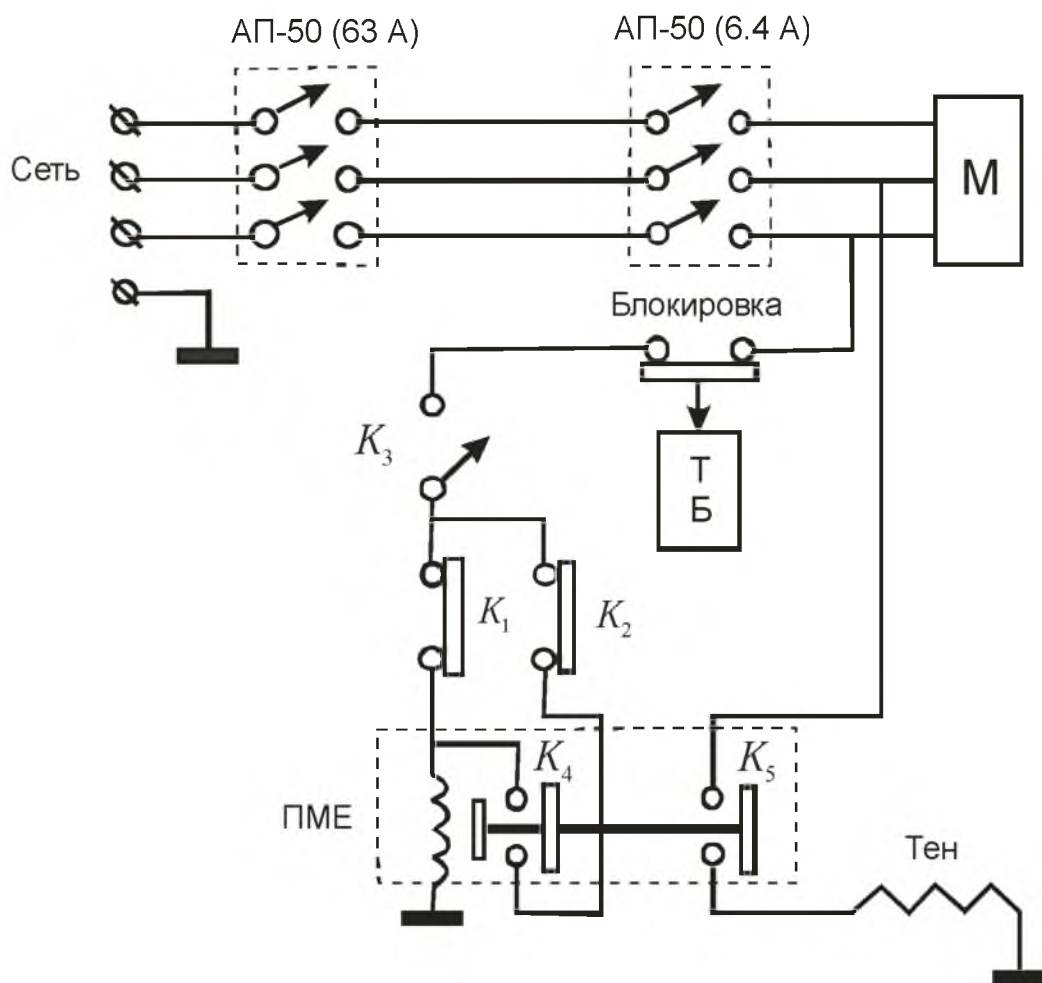 АП-50 (63 А)
АП-50 (6.4 А)
Сеть
М
Блокировка
K₃
Т
Б
K₁
K₂
K₄
K₅
ПМЕ
Тен